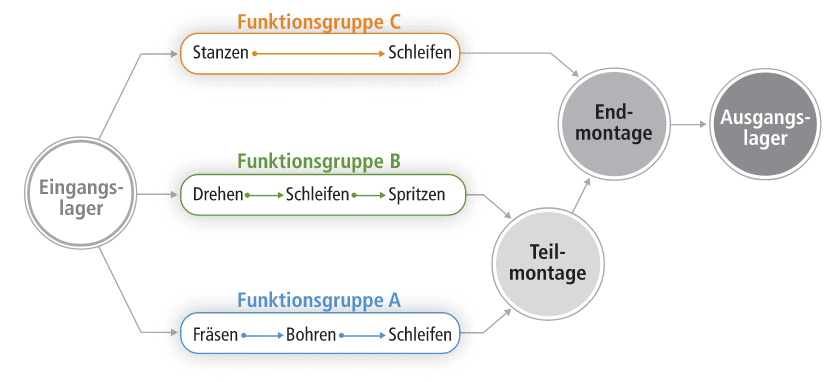 Funktionsgruppe C
Stanzen Schleifen
End-
montage
Ausgangs-
lager
Funktionsgruppe B
Eingangs-
lager
Drehen Schleifen Spritzen
Teil-
montage
Funktionsgruppe A
Fräsen Bohren Schleifen